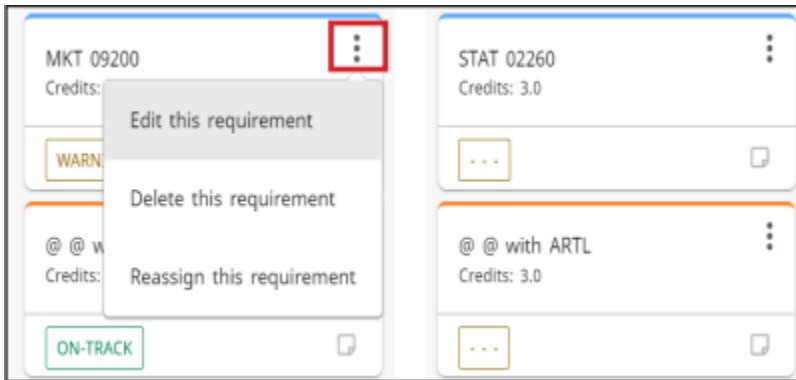 MKT 09200
Credits:
WARN
Edit this requirement
Delete this requirement
Reassign this requirement
@ @ w
Credits:
ON-TRACK
STAT 02260
Credits: 3.0
- - -
@ @ with ARTL
Credits: 3.0
- - -